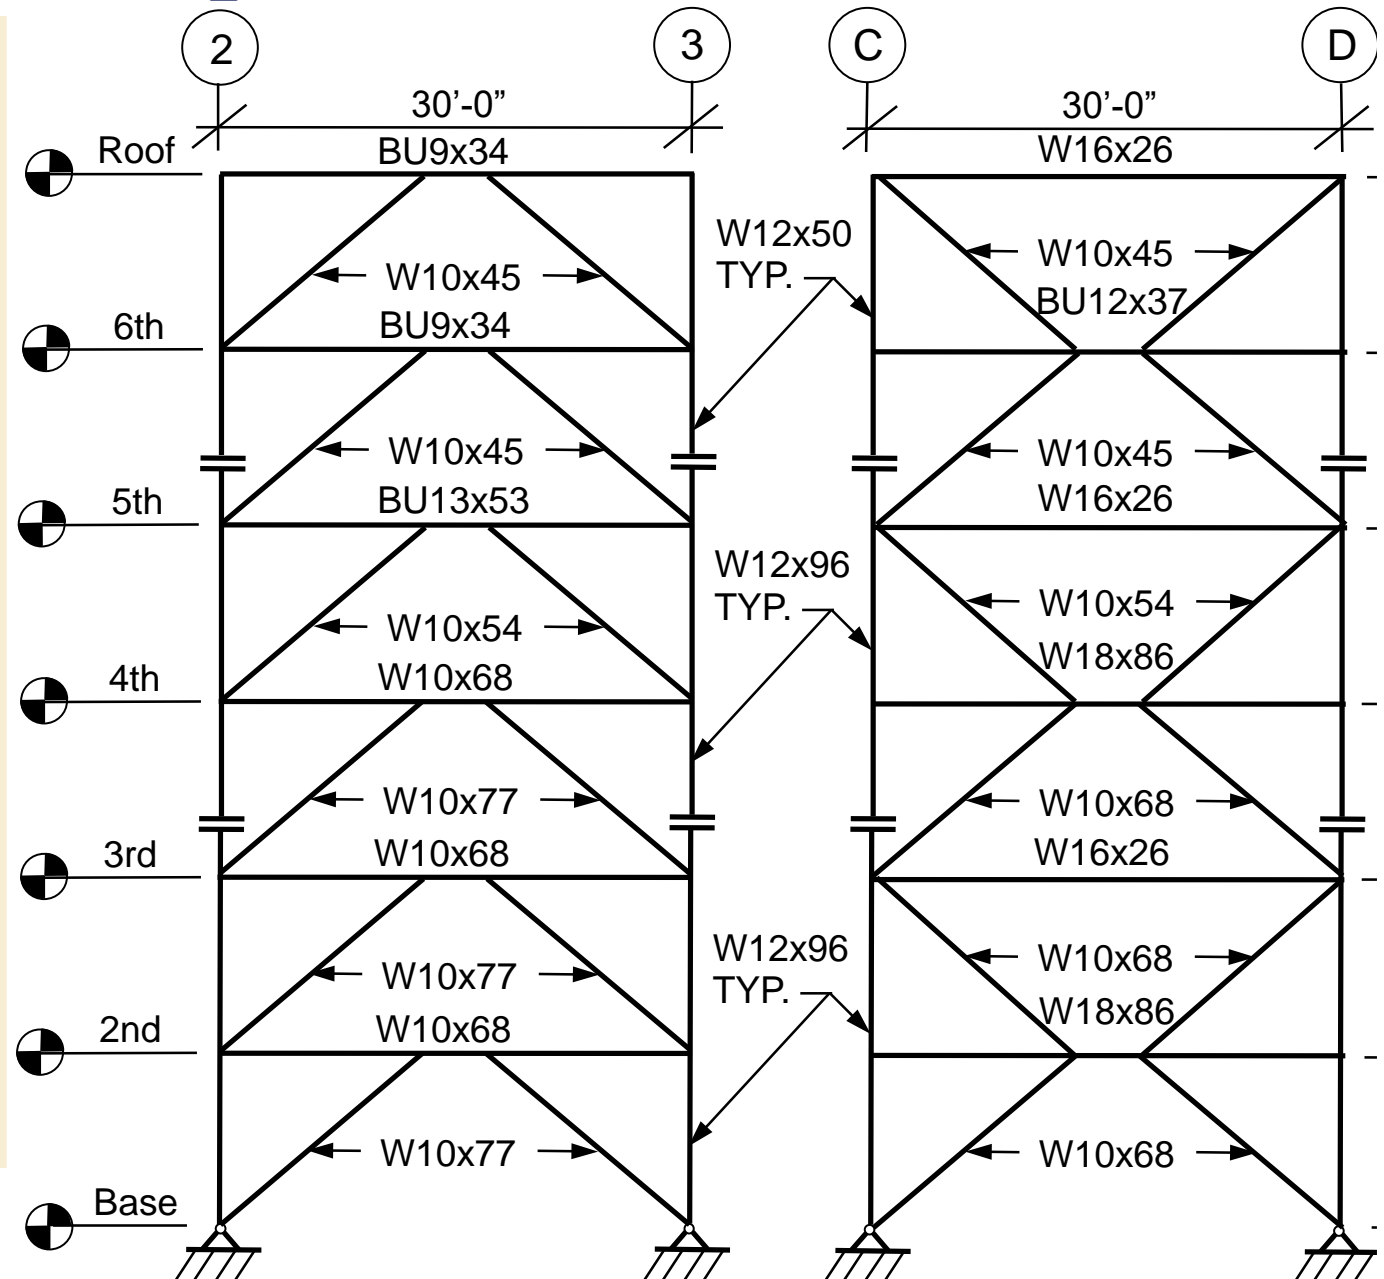 2
3
C
D
30’-0”
30’-0”
Roof
BU9x34
W16x26
W12x50
TYP.
W10x45
W10x45
BU12x37
6th
BU9x34
W10x45
W10x45
5th
BU13x53
W16x26
W12x96
TYP.
W10x54
W10x54
4th
W10x68
W18x86
W10x77
W10x68
3rd
W10x68
W16x26
W12x96
TYP.
W10x77
W10x68
2nd
W10x68
W18x86
W10x77
W10x68
Base